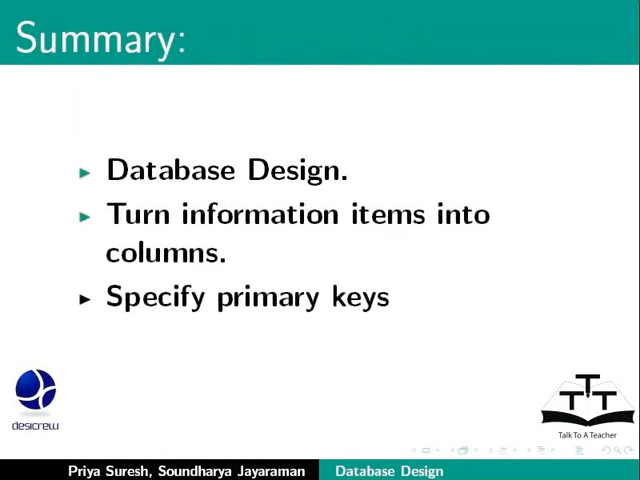 Summary:
Database Design.
Turn information items into
columns.
Specify primary keys
desicrew
T T T
Talk To A Teacher
Priya Suresh, Soundharya Jayaraman
Database Design